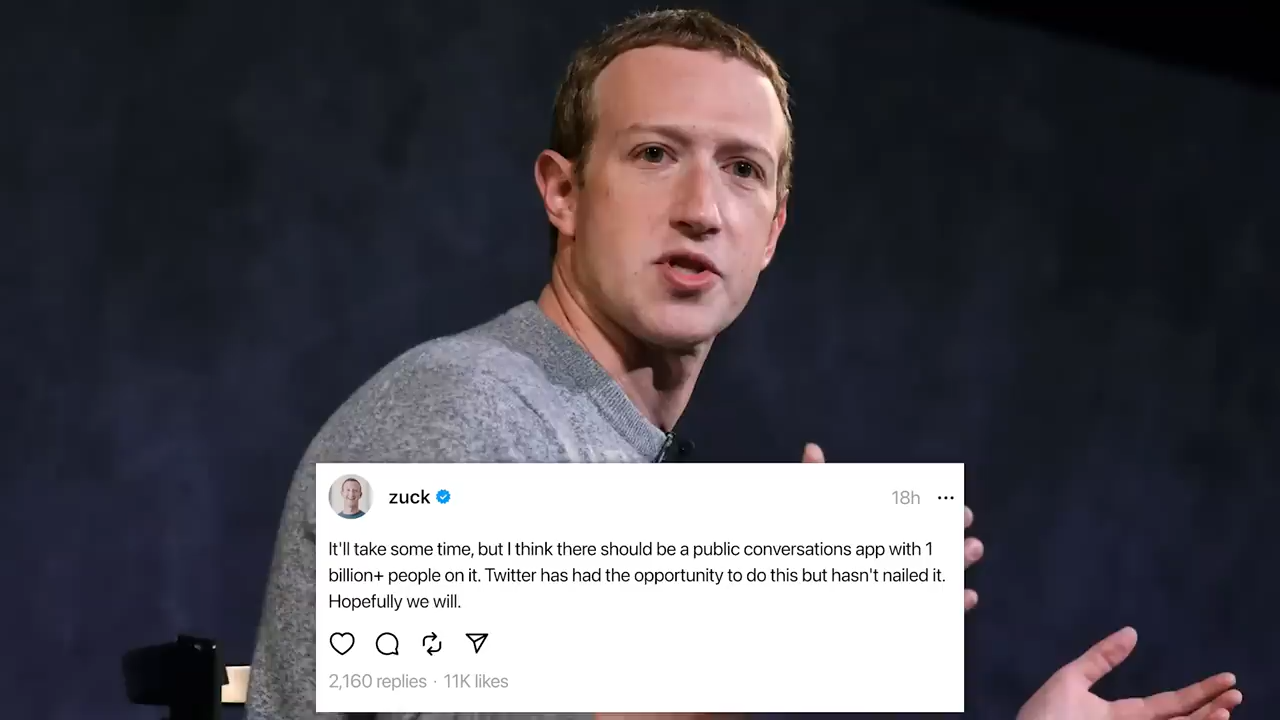 zuck
18h
It'll take some time, but I think there should be a public conversations app with 1
billion+ people on it. Twitter has had the opportunity to do this but hasn't nailed it.
Hopefully we will.
2,160 replies · 11K likes